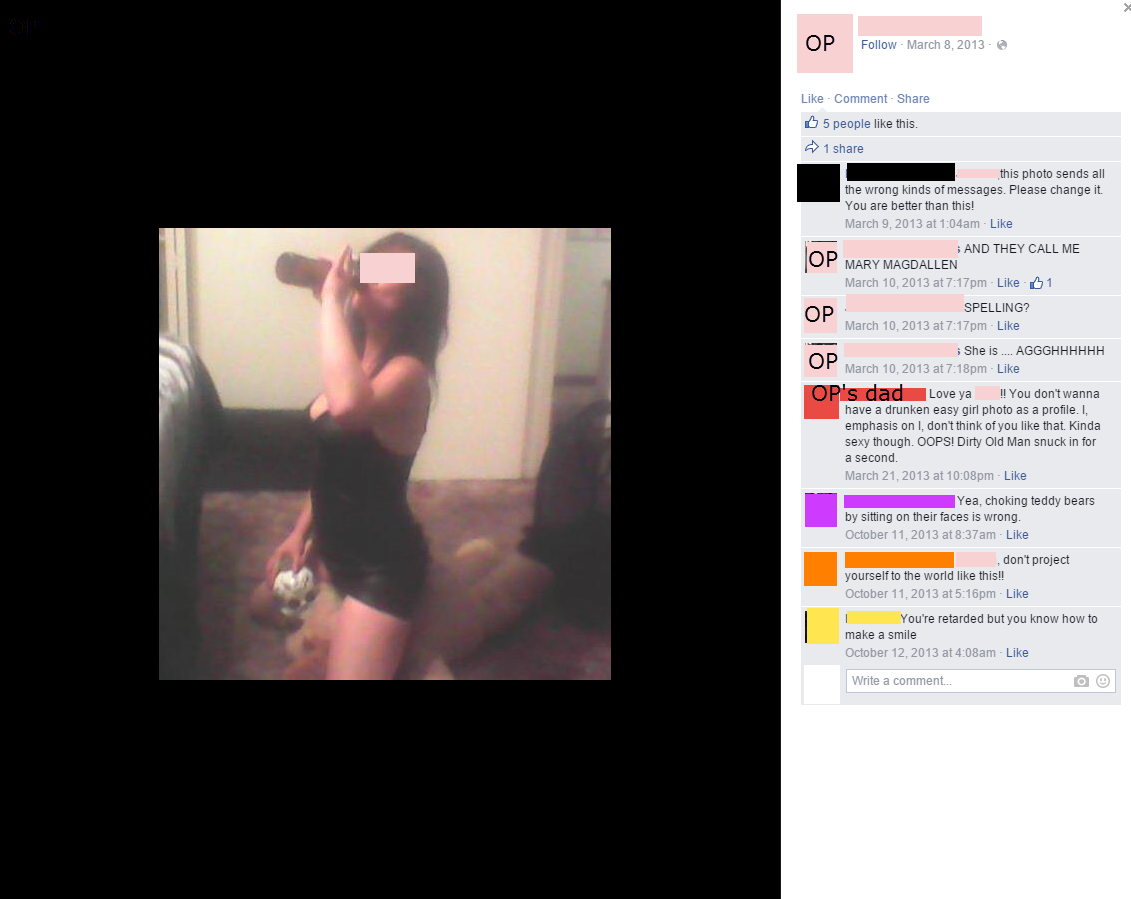 OP
OP
Follow · March 8, 2013 ·
Like · Comment · Share
5 people like this.
1 share
,this photo sends all
the wrong kinds of messages. Please change it.
You are better than this!
March 9, 2013 at 1:04am · Like
OP
s AND THEY CALL ME
MARY MAGDALLEN
March 10, 2013 at 7:17pm · Like · 1
OP
SPELLING?
March 10, 2013 at 7:17pm · Like
OP
s She is .... AGGGHHHHHH
March 10, 2013 at 7:18pm · Like
OP's dad Love ya !! You don't wanna
have a drunken easy girl photo as a profile. I,
emphasis on I, don't think of you like that. Kinda
sexy though. OOPS! Dirty Old Man snuck in for
a second.
March 21, 2013 at 10:08pm · Like
Yea, choking teddy bears
by sitting on their faces is wrong.
October 11, 2013 at 8:37am · Like
, don't project
yourself to the world like this!!
October 11, 2013 at 5:16pm · Like
You're retarded but you know how to
make a smile
October 12, 2013 at 4:08am · Like
Write a comment...